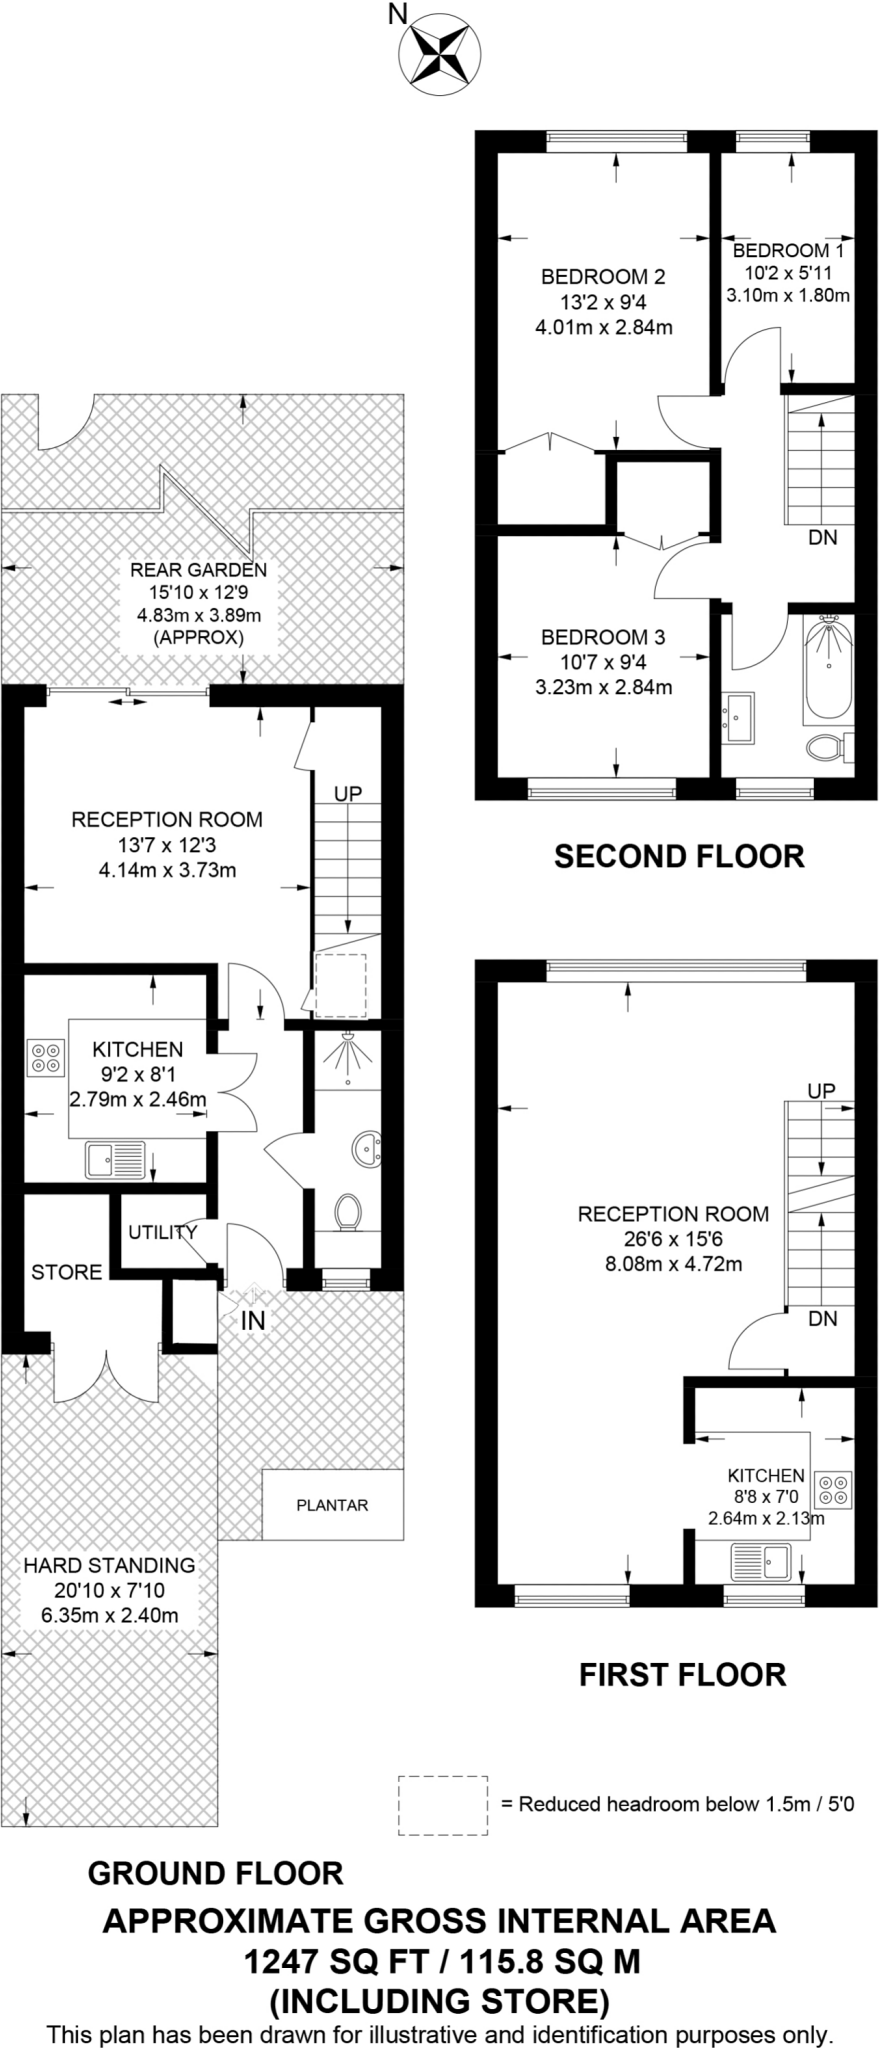 N
BEDROOM 2
13'2 x 9'4
4.01m x 2.84m
BEDROOM 1
10'2 x 5'11
3.10m x 1.80m
DN
BEDROOM 3
10'7 x 9'4
3.23m x 2.84m
SECOND FLOOR
REAR GARDEN
15'10 x 12'9
4.83m x 3.89m
(APPROX)
RECEPTION ROOM
13'7 x 12'3
4.14m x 3.73m
UP
KITCHEN
9'2 x 8'1
2.79m x 2.46m
UTILITY
STORE
IN
PLANTAR
HARD STANDING
20'10 x 7'10
6.35m x 2.40m
UP
RECEPTION ROOM
26'6 x 15'6
8.08m x 4.72m
DN
KITCHEN
8'8 x 7'0
2.64m x 2.13m
FIRST FLOOR
= Reduced headroom below 1.5m / 5'0
GROUND FLOOR
APPROXIMATE GROSS INTERNAL AREA
1247 SQ FT / 115.8 SQ M
(INCLUDING STORE)
This plan has been drawn for illustrative and identification purposes only.